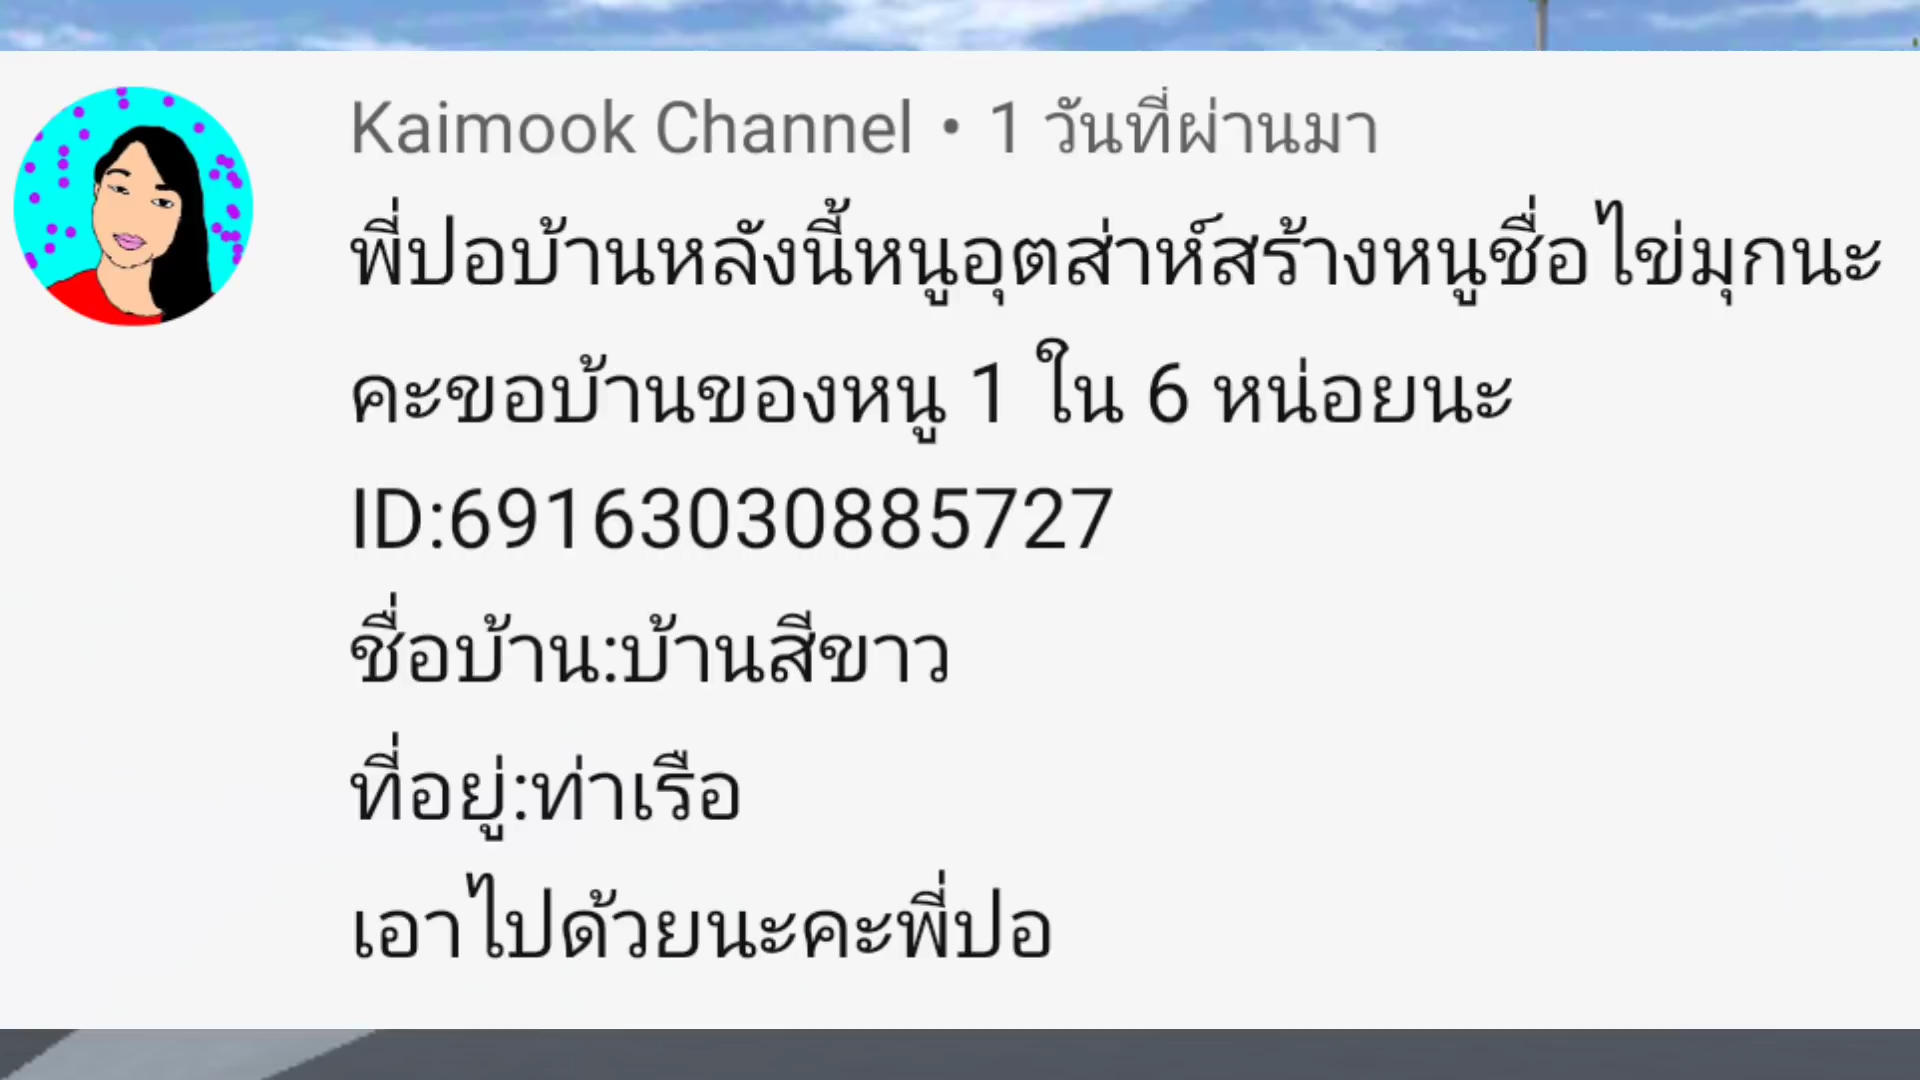 Kaimook Channel • 1 วันที่ผ่านมา
พี่ปอบ้านหลังนี้หนูอุตส่าห์สร้างหนูชื่อไข่มุกนะ
คะขอบ้านของหนู 1 ใน 6 หน่อยนะ
ID:69163030885727
ชื่อบ้าน:บ้านสีขาว
ที่อยู่:ท่าเรือ
เอาไปด้วยนะคะพี่ปอ